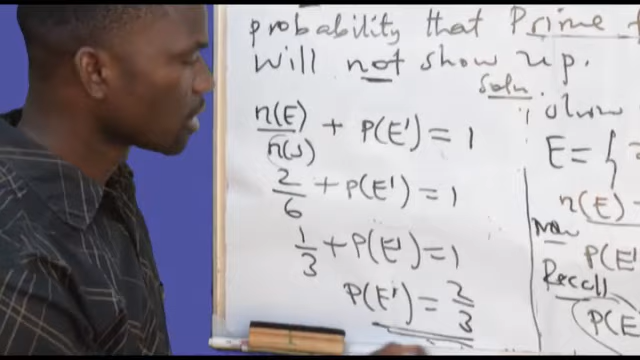 probability that Prime
will not show up.
Soln.
n(E)/n(S) + P(E') = 1
2/6 + P(E') = 1
1/3 + P(E') = 1
P(E') = 2/3
E = {
n(E) =
Now
P(E'
Recall
P(E